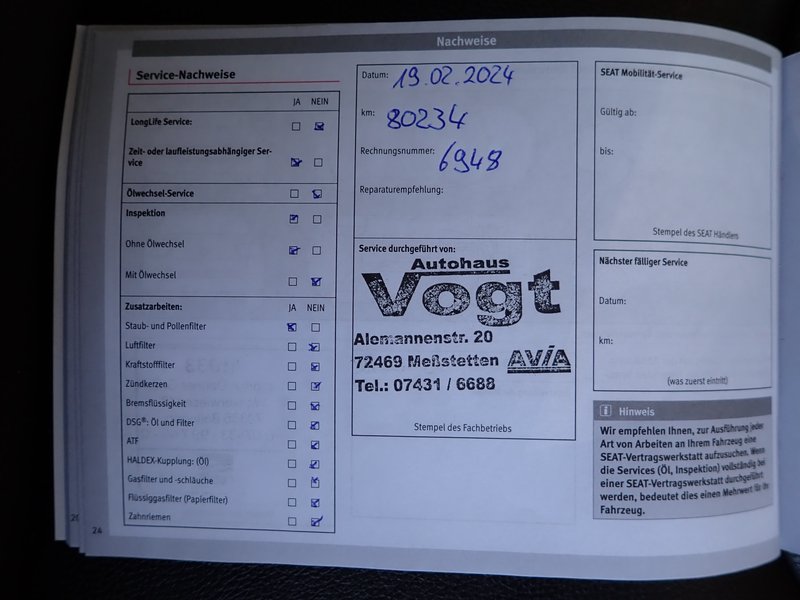 Nachweise
Service-Nachweise
JA NEIN
LongLife Service:
Zeit- oder laufleistungsabhängiger Ser-
vice
Ölwechsel-Service
Inspektion
Ohne Ölwechsel
Mit Ölwechsel
Zusatzarbeiten: JA NEIN
Staub- und Pollenfilter
Luftfilter
Kraftstofffilter
Zündkerzen
Bremsflüssigkeit
DSG®: Öl und Filter
ATF
HALDEX-Kupplung: (Öl)
Gasfilter und -schläuche
Flüssiggasfilter (Papierfilter)
Zahnriemen
24
Datum: 19.02.2024
km: 80234
Rechnungsnummer: 6948
Reparaturempfehlung:
Service durchgeführt von:
Autohaus
Vogt
Alemannenstr. 20
72469 Meßstetten AVIA
Tel.: 07431 / 6688
Stempel des Fachbetriebs
SEAT Mobilität-Service
Gültig ab:
bis:
Stempel des SEAT Händlers
Nächster fälliger Service
Datum:
km:
(was zuerst eintritt)
i Hinweis
Wir empfehlen Ihnen, zur Ausführung jeder
Art von Arbeiten an Ihrem Fahrzeug eine
SEAT-Vertragswerkstatt aufzusuchen. Wenn
die Services (Öl, Inspektion) vollständig bei
einer SEAT-Vertragswerkstatt durchgeführt
werden, bedeutet dies einen Mehrwert für Ihr
Fahrzeug.